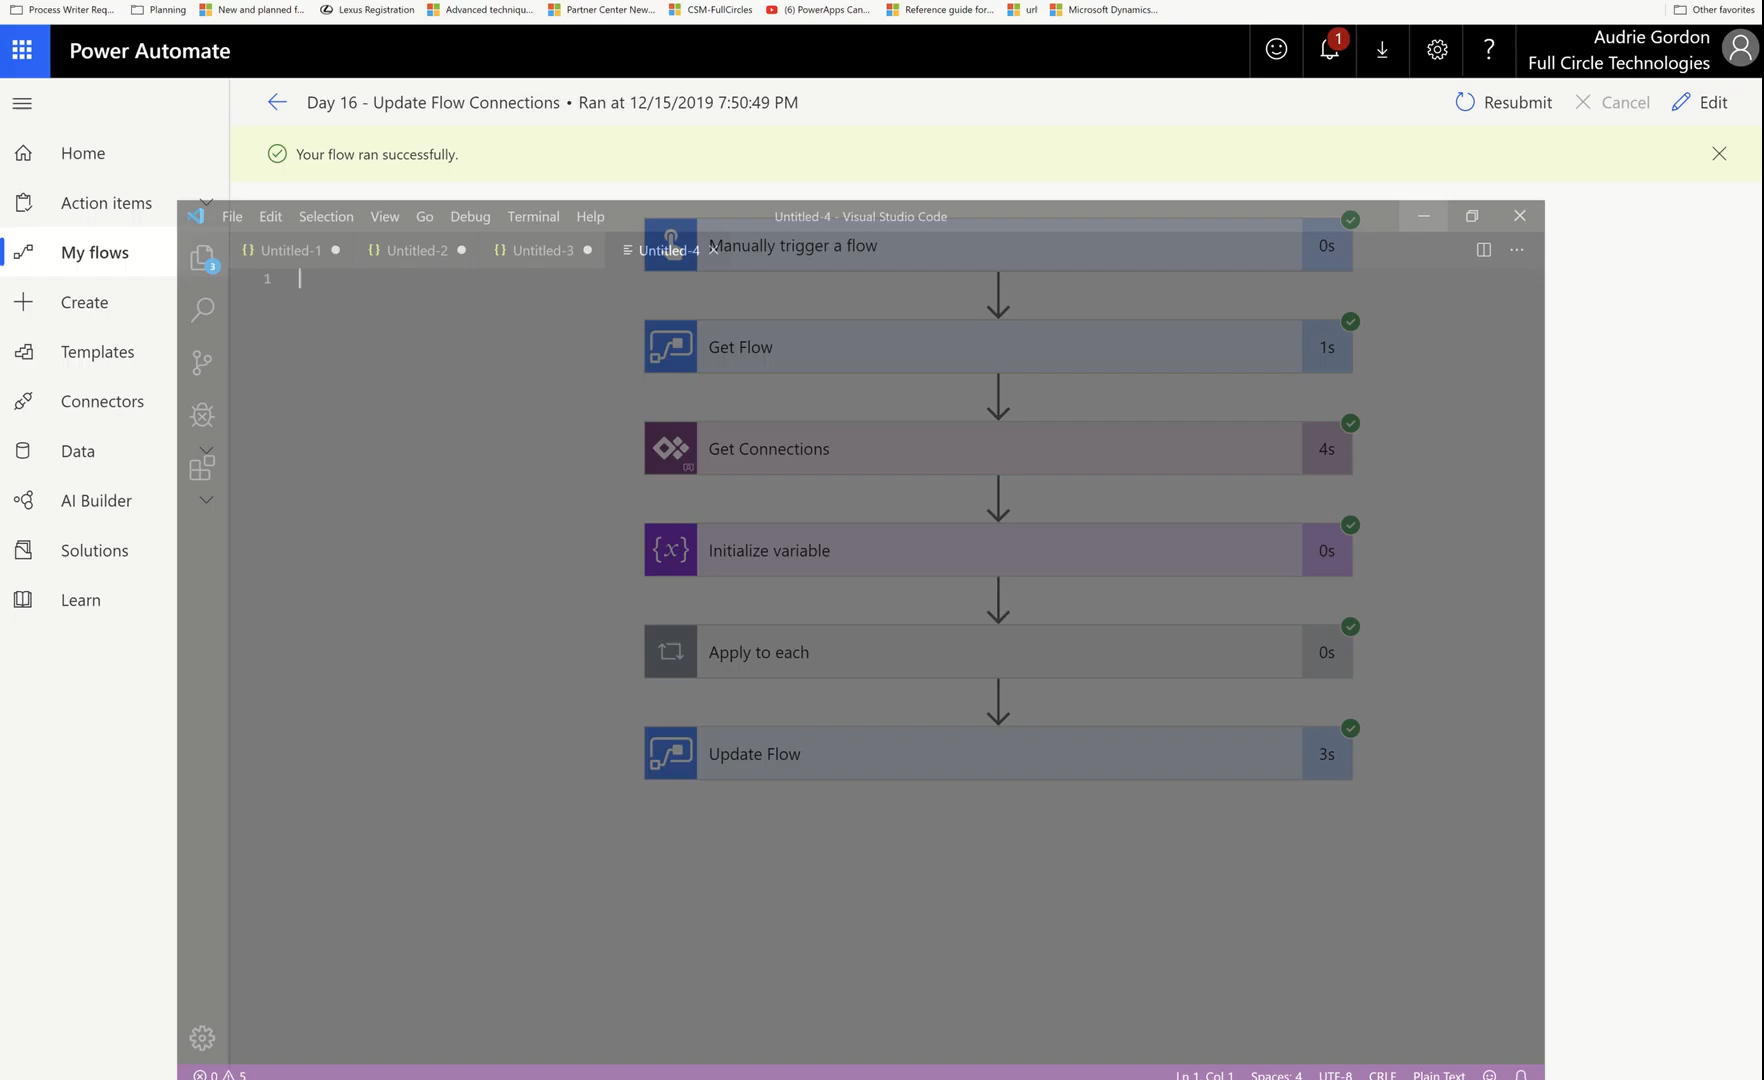 Process Writer Req... Planning New and planned f... Lexus Registration Advanced techniqu... Partner Center New... CSM-FullCircles (6) PowerApps Can... Reference guide for... url Microsoft Dynamics... Other favorites
Power Automate
1
?
Audrie Gordon
Full Circle Technologies
Day 16 - Update Flow Connections • Ran at 12/15/2019 7:50:49 PM
Resubmit Cancel Edit
Your flow ran successfully.
Home
Action items
My flows
Create
Templates
Connectors
Data
AI Builder
Solutions
Learn
File Edit Selection View Go Debug Terminal Help
Untitled-4 - Visual Studio Code
{} Untitled-1 {} Untitled-2 {} Untitled-3 Untitled-4
3
1
Manually trigger a flow 0s
Get Flow 1s
Get Connections 4s
{x} Initialize variable 0s
Apply to each 0s
Update Flow 3s
0 5
Ln 1, Col 1 Spaces: 4 UTF-8 CRLF Plain Text